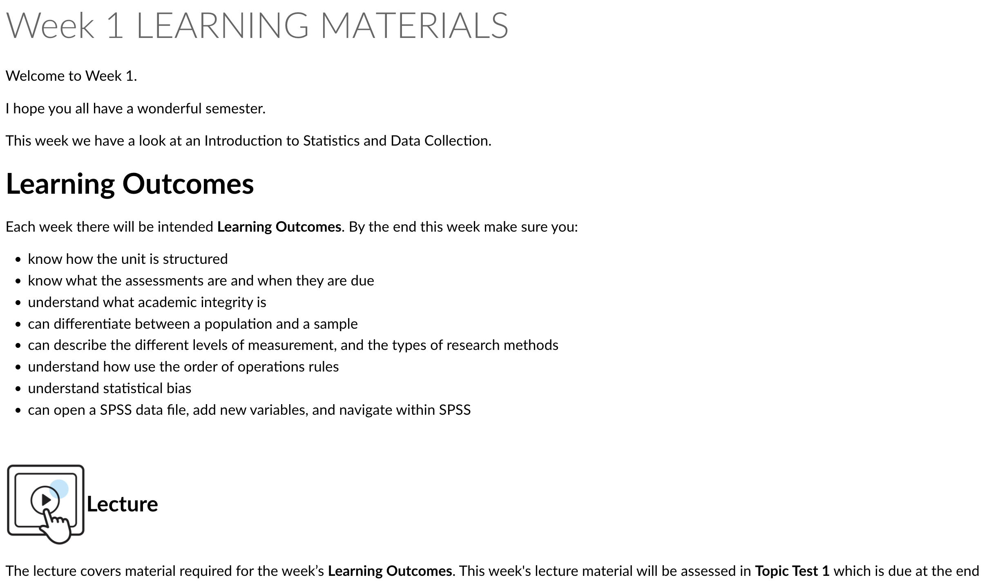 Week 1 LEARNING MATERIALS
Welcome to Week 1.
I hope you all have a wonderful semester.
This week we have a look at an Introduction to Statistics and Data Collection.
Learning Outcomes
Each week there will be intended Learning Outcomes. By the end this week make sure you:
• know how the unit is structured
• know what the assessments are and when they are due
• understand what academic integrity is
• can differentiate between a population and a sample
• can describe the different levels of measurement, and the types of research methods
• understand how use the order of operations rules
• understand statistical bias
• can open a SPSS data file, add new variables, and navigate within SPSS
Lecture
The lecture covers material required for the week’s Learning Outcomes. This week's lecture material will be assessed in Topic Test 1 which is due at the end